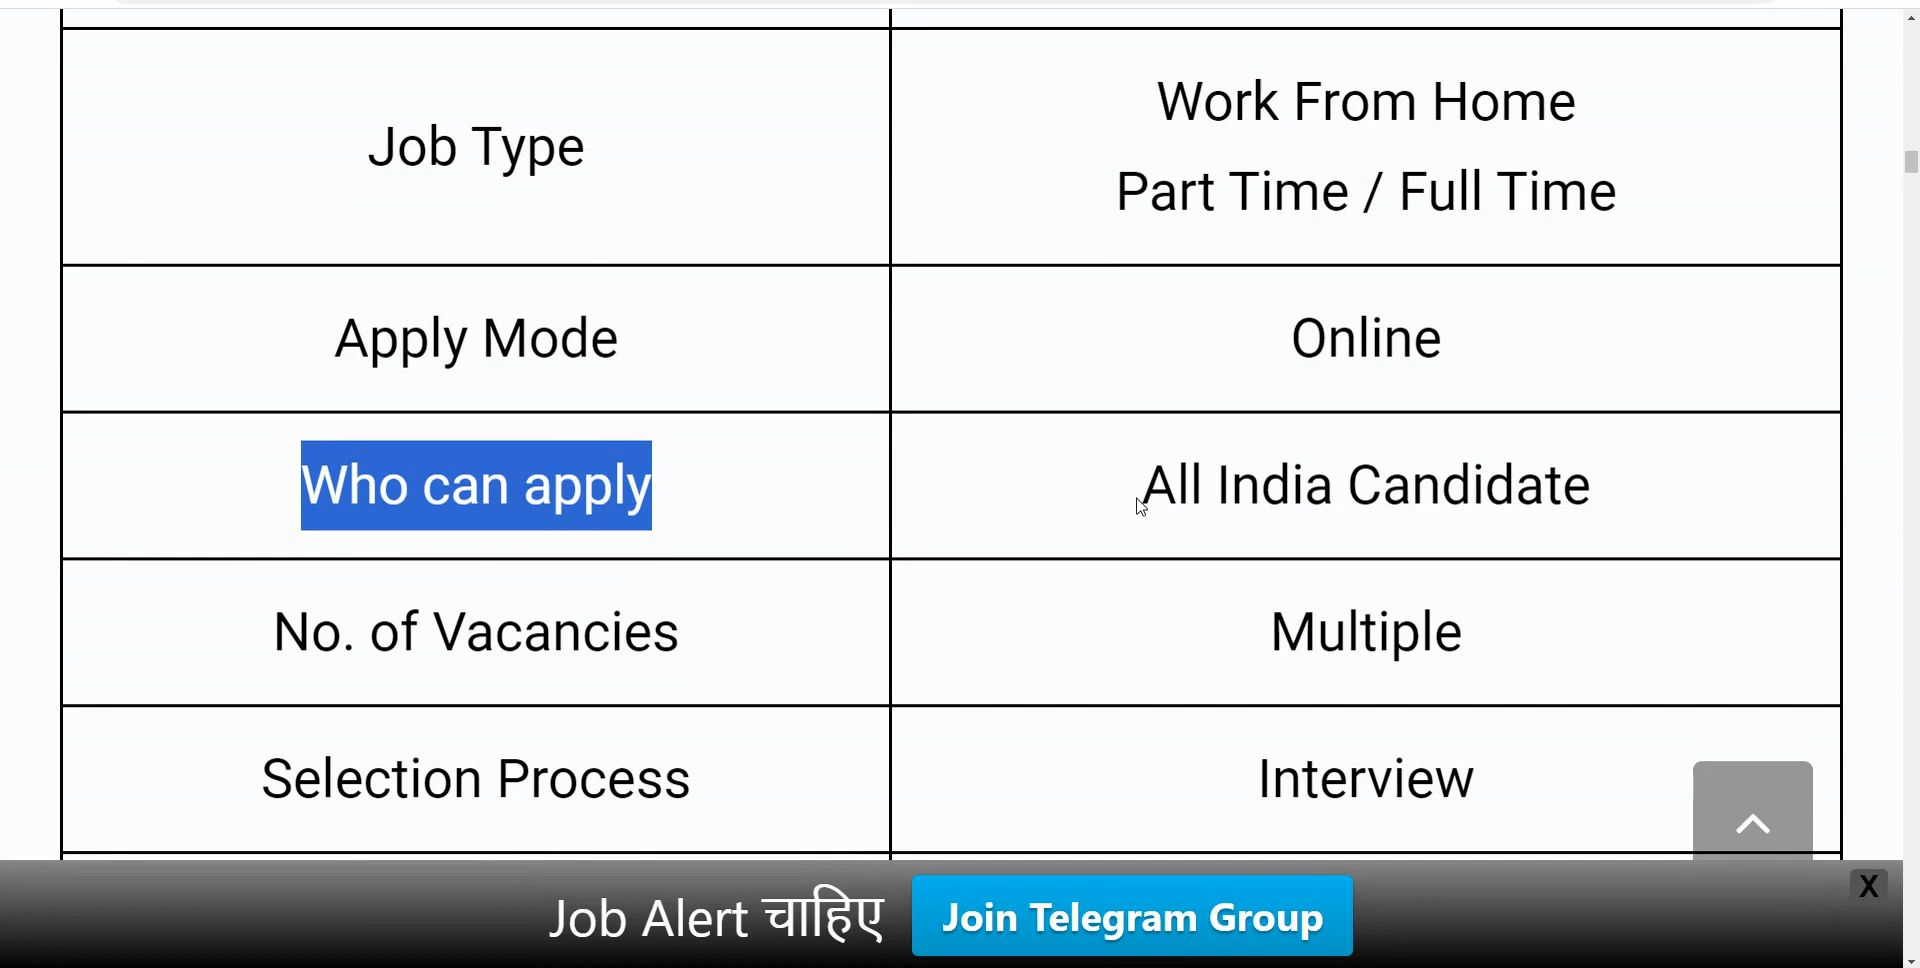 Job Type
Work From Home
Part Time / Full Time
Apply Mode
Online
Who can apply
All India Candidate
No. of Vacancies
Multiple
Selection Process
Interview
Job Alert चाहिए
Join Telegram Group
X